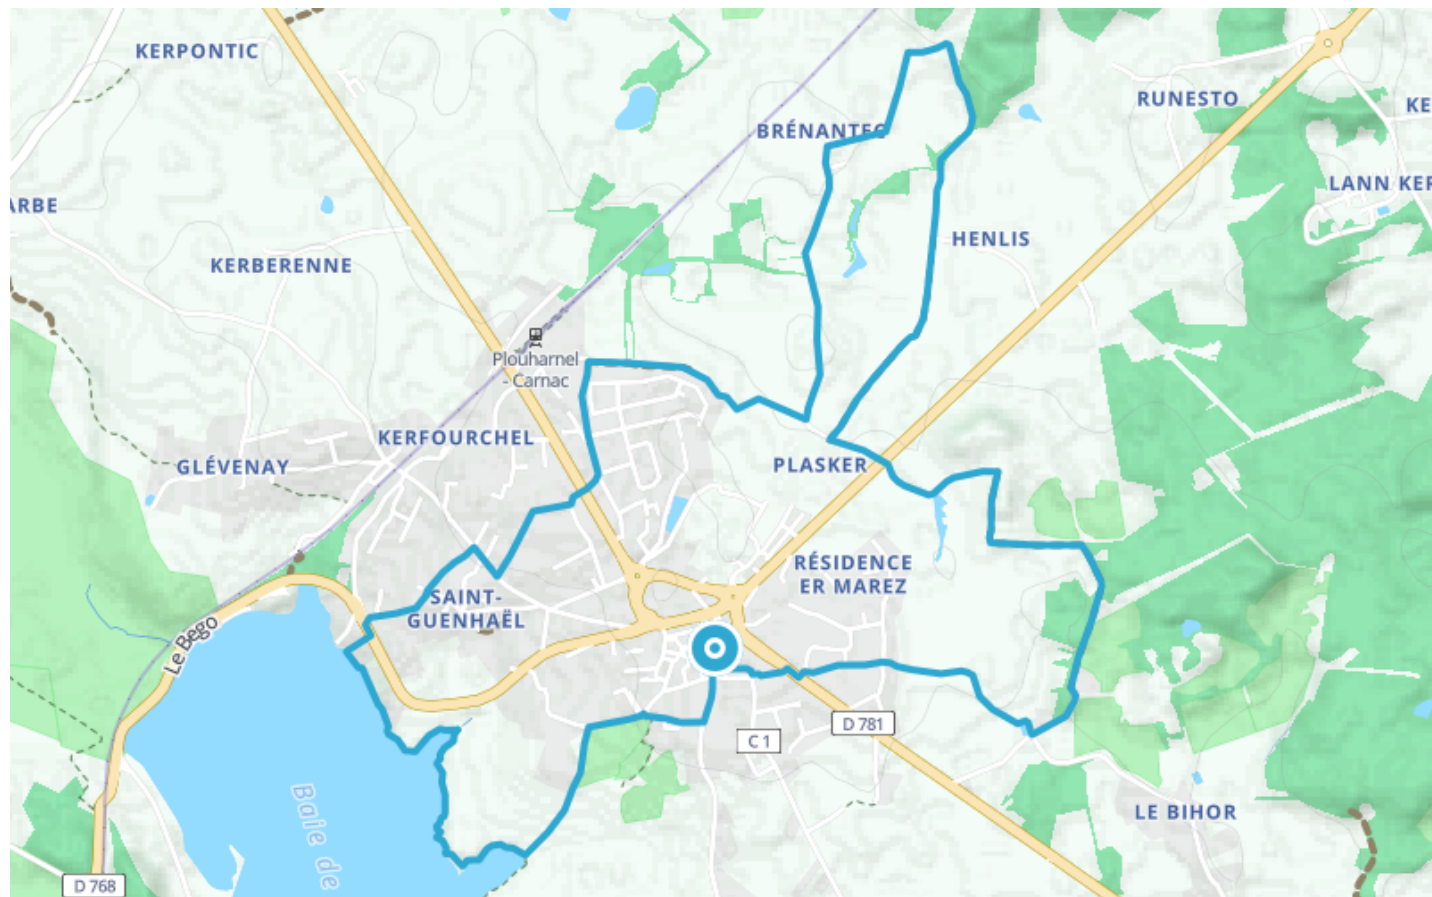 KERPONTIC
RUNESTO
KE
BRÉNANTEC
LANN KER
ARBE
HENLIS
KERBERENNE
Plouharnel
- Carnac
KERFOURCHEL
GLÉVENAY
PLASKER
RÉSIDENCE
ER MAREZ
SAINT-
GUENHAËL
Le Bégo
D 781
C 1
LE BIHOR
Baie de
D 768